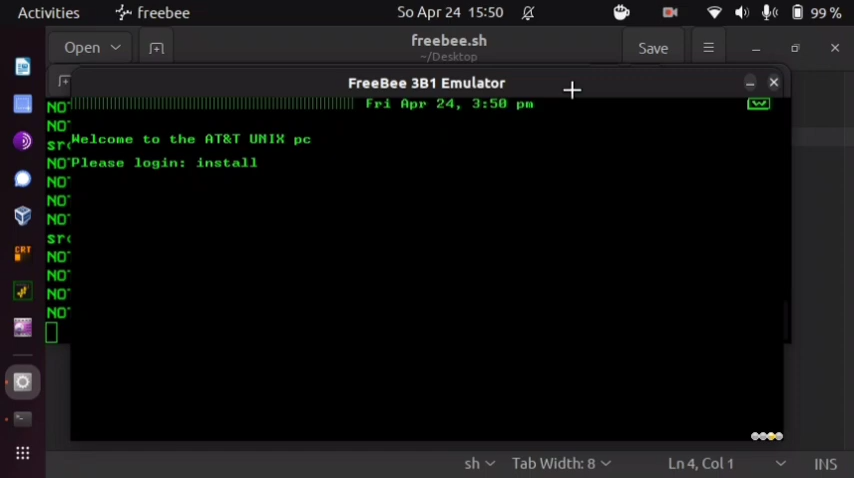 Activities freebee So Apr 24 15:50 99 %
Open freebee.sh Save
~/Desktop
FreeBee 3B1 Emulator
Fri Apr 24, 3:50 pm
Welcome to the AT&T UNIX pc
Please login: install
CRT
sh Tab Width: 8 Ln 4, Col 1 INS